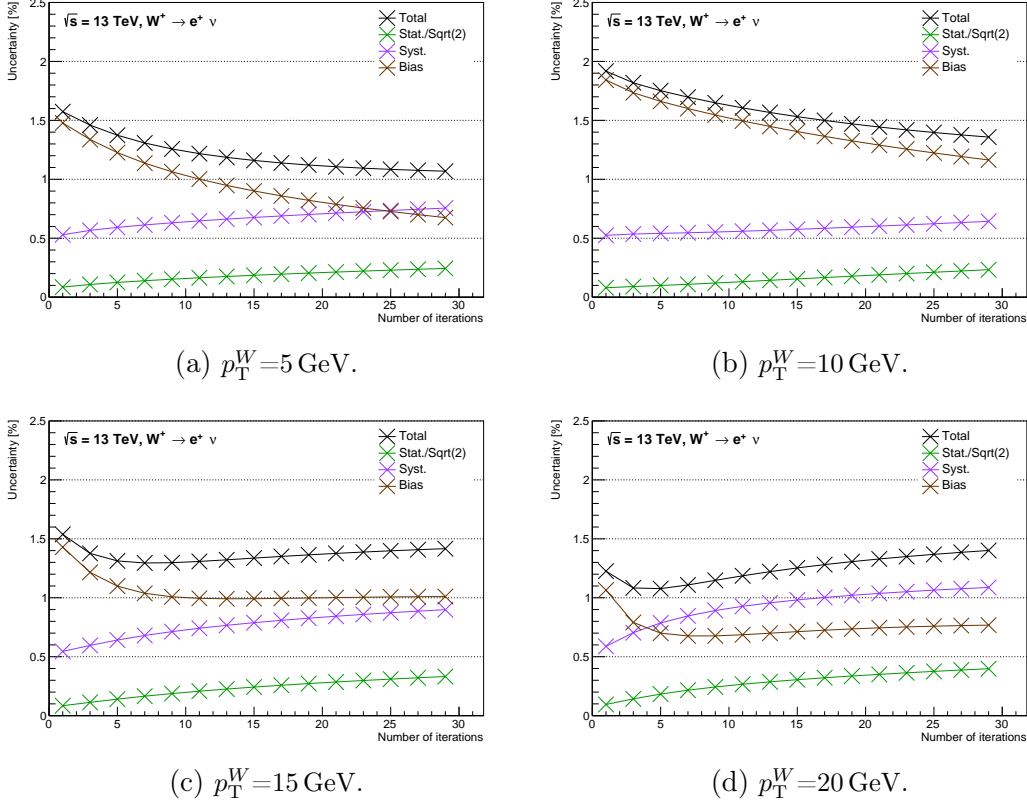 Uncertainty [%]
√s = 13 TeV, W⁺ → e⁺ ν
Total
Stat./Sqrt(2)
Syst.
Bias
2.5
2
1.5
1
0.5
0
0 5 10 15 20 25 30
Number of iterations
(a) p_T^W=5 GeV.
Uncertainty [%]
√s = 13 TeV, W⁺ → e⁺ ν
Total
Stat./Sqrt(2)
Syst.
Bias
2.5
2
1.5
1
0.5
0
0 5 10 15 20 25 30
Number of iterations
(b) p_T^W=10 GeV.
Uncertainty [%]
√s = 13 TeV, W⁺ → e⁺ ν
Total
Stat./Sqrt(2)
Syst.
Bias
2.5
2
1.5
1
0.5
0
0 5 10 15 20 25 30
Number of iterations
(c) p_T^W=15 GeV.
Uncertainty [%]
√s = 13 TeV, W⁺ → e⁺ ν
Total
Stat./Sqrt(2)
Syst.
Bias
2.5
2
1.5
1
0.5
0
0 5 10 15 20 25 30
Number of iterations
(d) p_T^W=20 GeV.